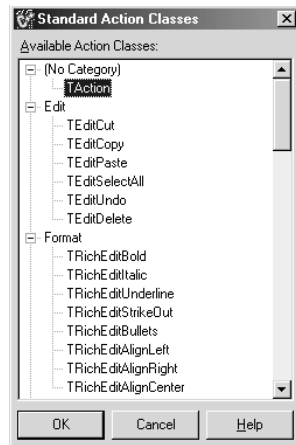 Standard Action Classes
Available Action Classes:
(No Category)
TAction
Edit
TEditCut
TEditCopy
TEditPaste
TEditSelectAll
TEditUndo
TEditDelete
Format
TRichEditBold
TRichEditItalic
TRichEditUnderline
TRichEditStrikeOut
TRichEditBullets
TRichEditAlignLeft
TRichEditAlignRight
TRichEditAlignCenter
OK Cancel Help